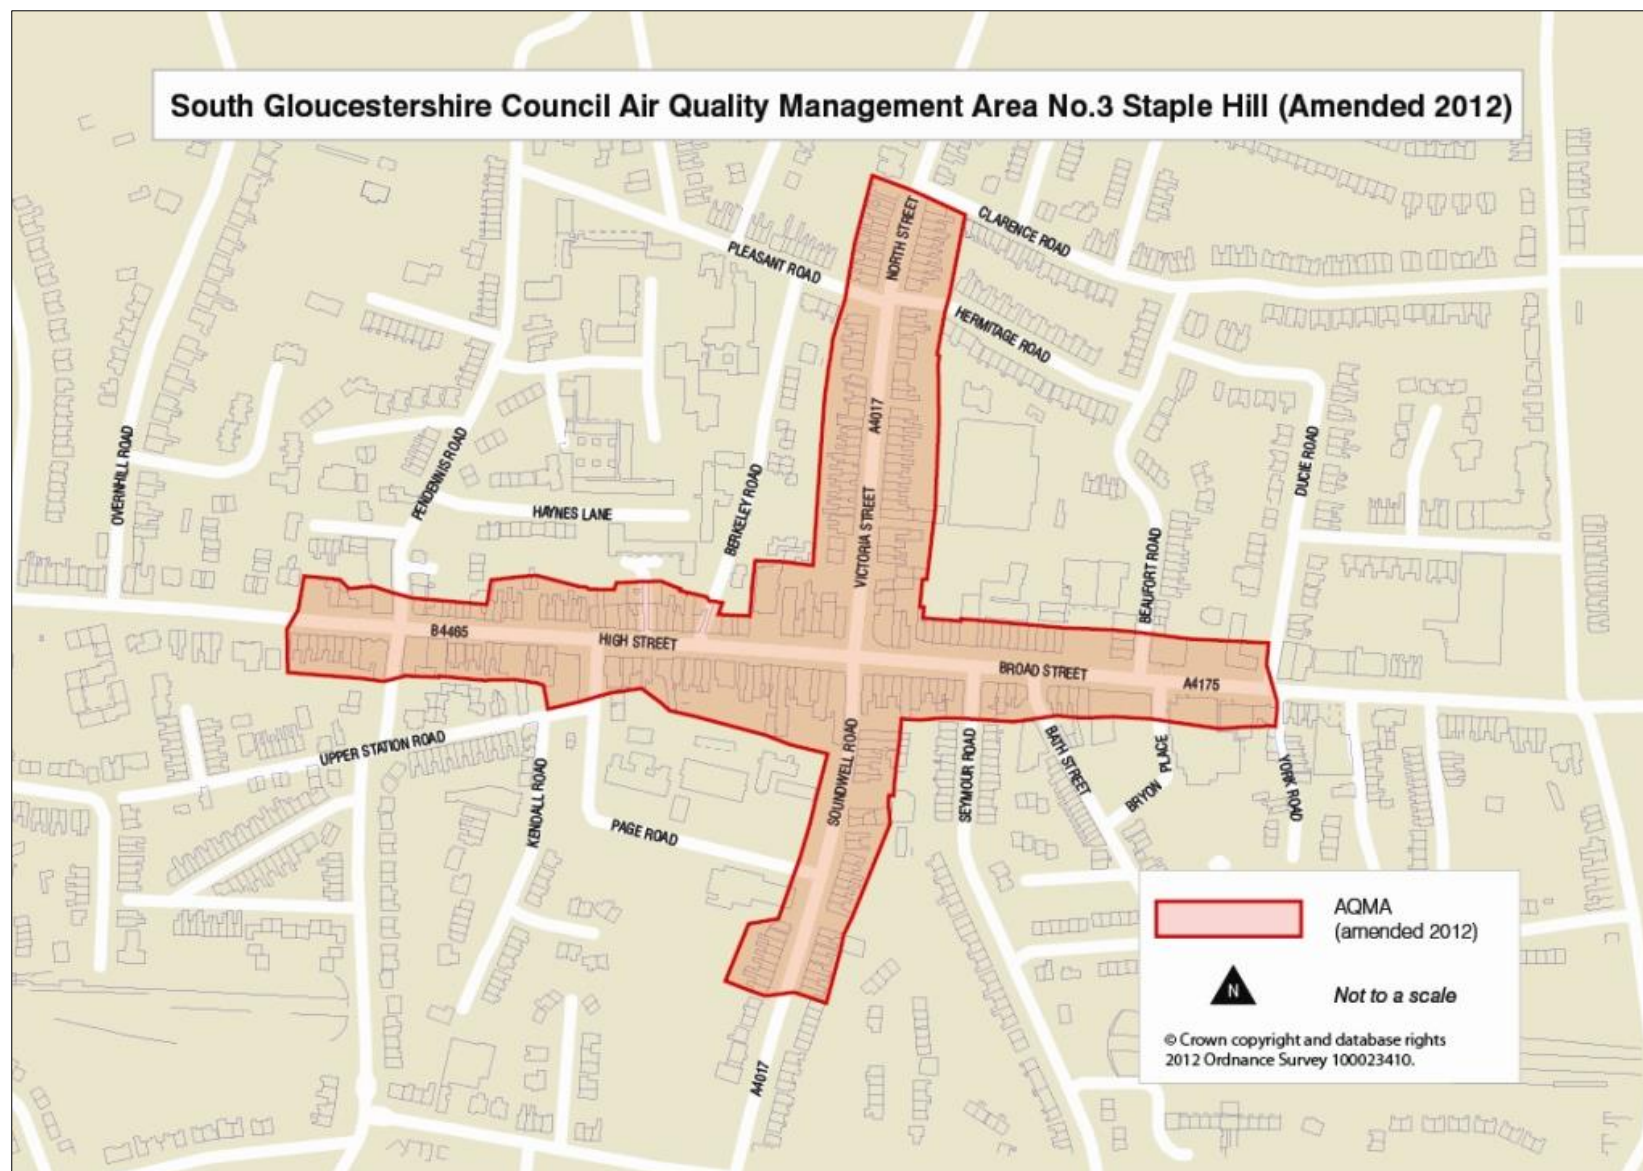 South Gloucestershire Council Air Quality Management Area No.3 Staple Hill (Amended 2012)
NORTH STREET
CLARENCE ROAD
PLEASANT ROAD
HERMITAGE ROAD
A4017
OVERNHILL ROAD
PENDENNIS ROAD
DUCIE ROAD
HAYNES LANE
BERKELEY ROAD
VICTORIA STREET
BEAUFORT ROAD
B4465
HIGH STREET
BROAD STREET
A4175
UPPER STATION ROAD
KENDALL ROAD
SOUNDWELL ROAD
SEYMOUR ROAD
BATH STREET
BRYON PLACE
YORK ROAD
PAGE ROAD
A4017
AQMA
(amended 2012)
N
Not to a scale
© Crown copyright and database rights
2012 Ordnance Survey 100023410.